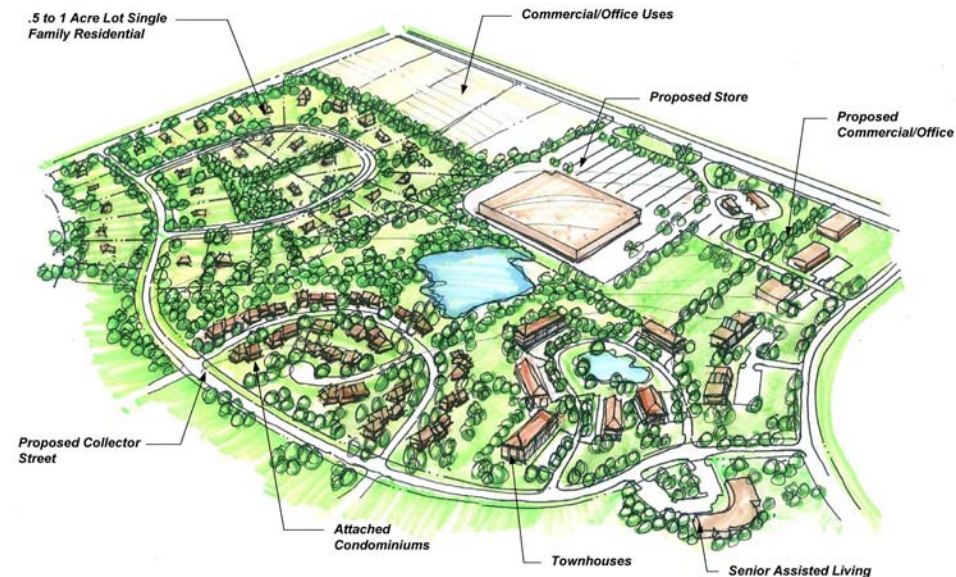 .5 to 1 Acre Lot Single
Family Residential
Commercial/Office Uses
Proposed Store
Proposed
Commercial/Office
Proposed Collector
Street
Attached
Condominiums
Townhouses
Senior Assisted Living